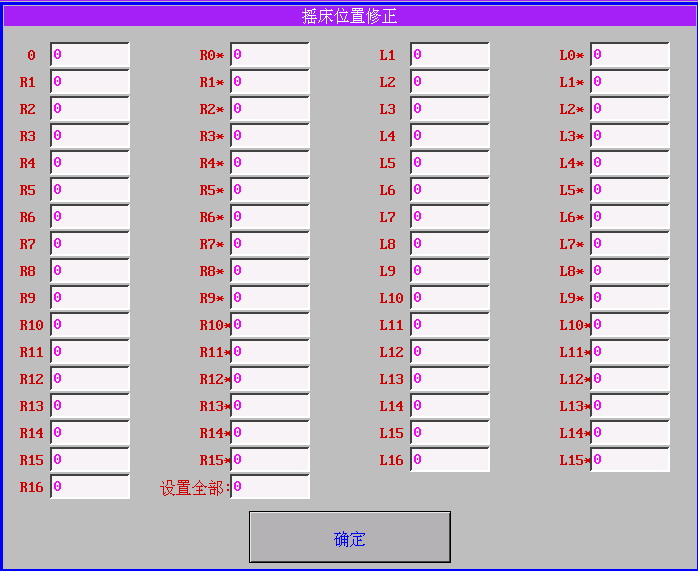 摇床位置修正
0 0 R0* 0 L1 0 L0* 0
R1 0 R1* 0 L2 0 L1* 0
R2 0 R2* 0 L3 0 L2* 0
R3 0 R3* 0 L4 0 L3* 0
R4 0 R4* 0 L5 0 L4* 0
R5 0 R5* 0 L6 0 L5* 0
R6 0 R6* 0 L7 0 L6* 0
R7 0 R7* 0 L8 0 L7* 0
R8 0 R8* 0 L9 0 L8* 0
R9 0 R9* 0 L10 0 L9* 0
R10 0 R10* 0 L11 0 L10* 0
R11 0 R11* 0 L12 0 L11* 0
R12 0 R12* 0 L13 0 L12* 0
R13 0 R13* 0 L14 0 L13* 0
R14 0 R14* 0 L15 0 L14* 0
R15 0 R15* 0 L16 0 L15* 0
R16 0 设置全部: 0
确定